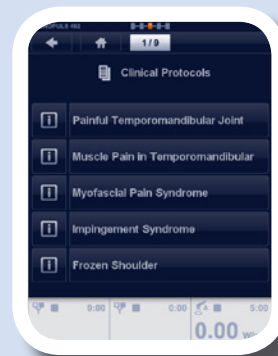 1/9
Clinical Protocols
Painful Temporomandibular Joint
Muscle Pain in Temporomandibular
Myofascial Pain Syndrome
Impingement Syndrome
Frozen Shoulder
0:00 0:00 5:00
0.00